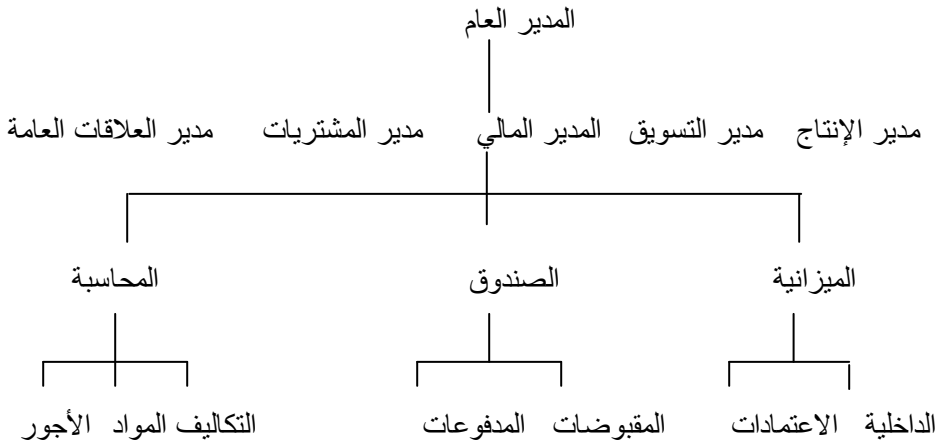 المدير العام
مدير الإنتاج مدير التسويق المدير المالي مدير المشتريات مدير العلاقات العامة
الميزانية الصندوق المحاسبة
الداخلية الاعتمادات المقبوضات المدفوعات التكاليف المواد الأجور